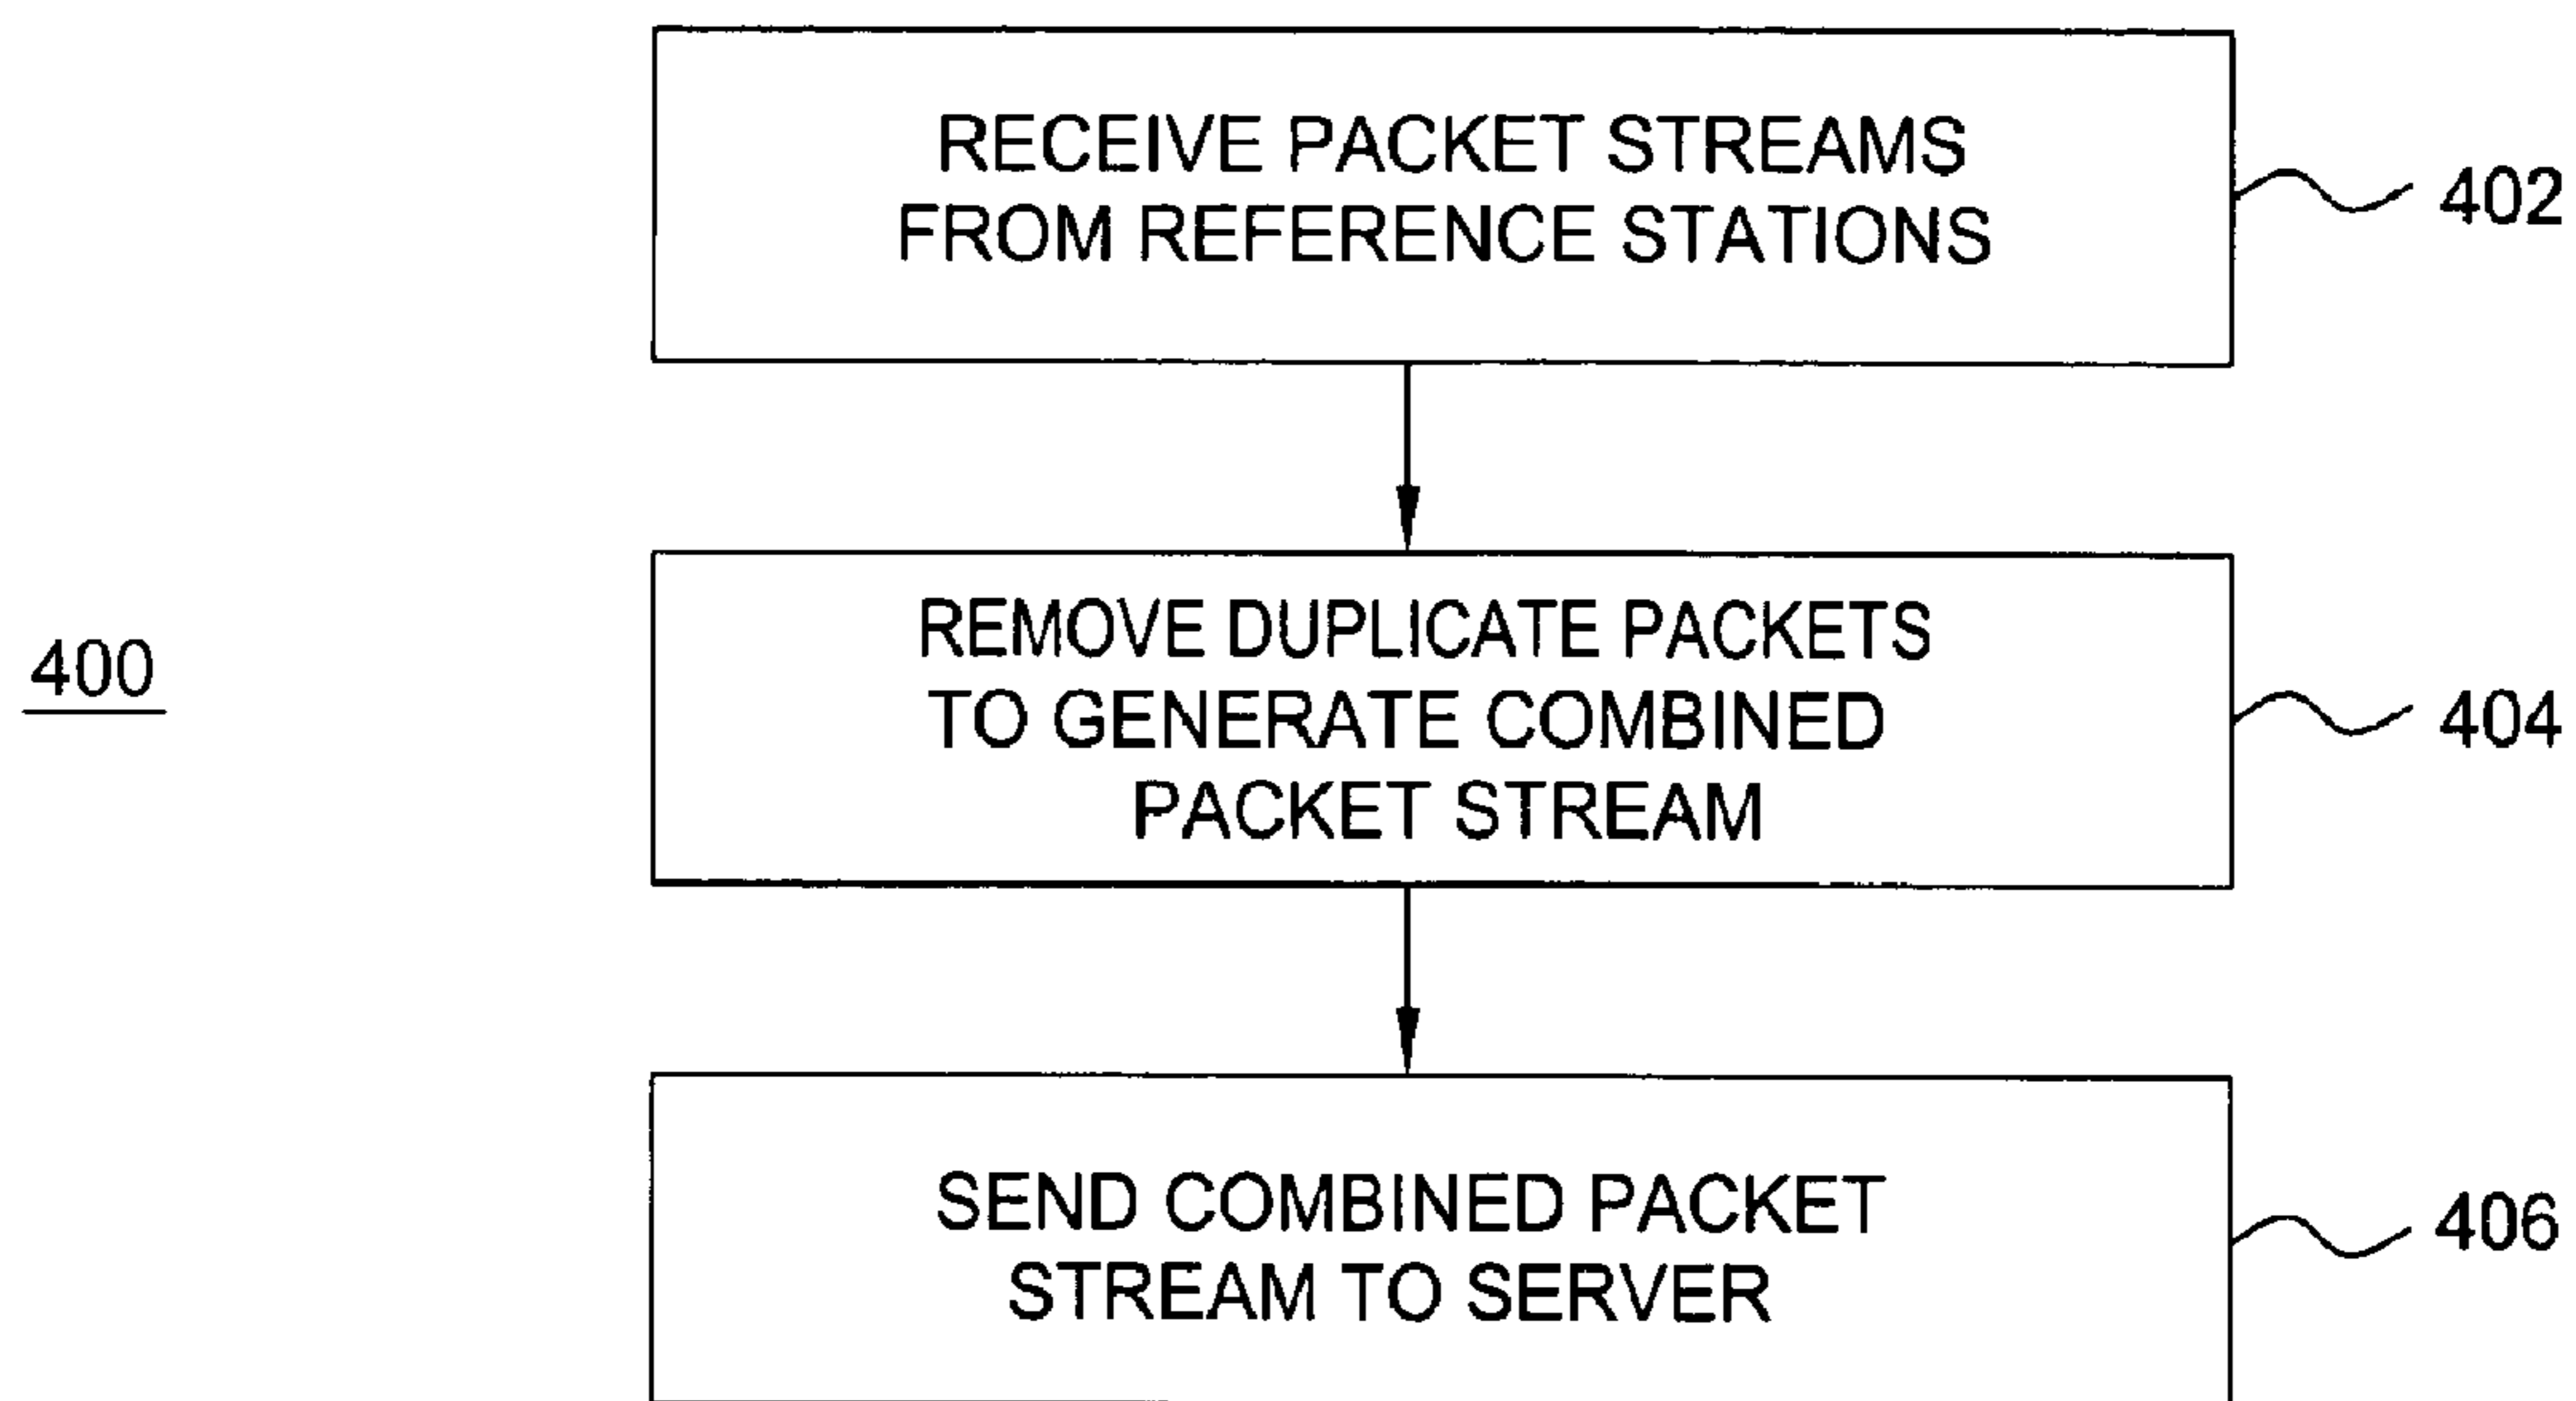 RECEIVE PACKET STREAMS
FROM REFERENCE STATIONS
402
400
REMOVE DUPLICATE PACKETS
TO GENERATE COMBINED
PACKET STREAM
404
SEND COMBINED PACKET
STREAM TO SERVER
406